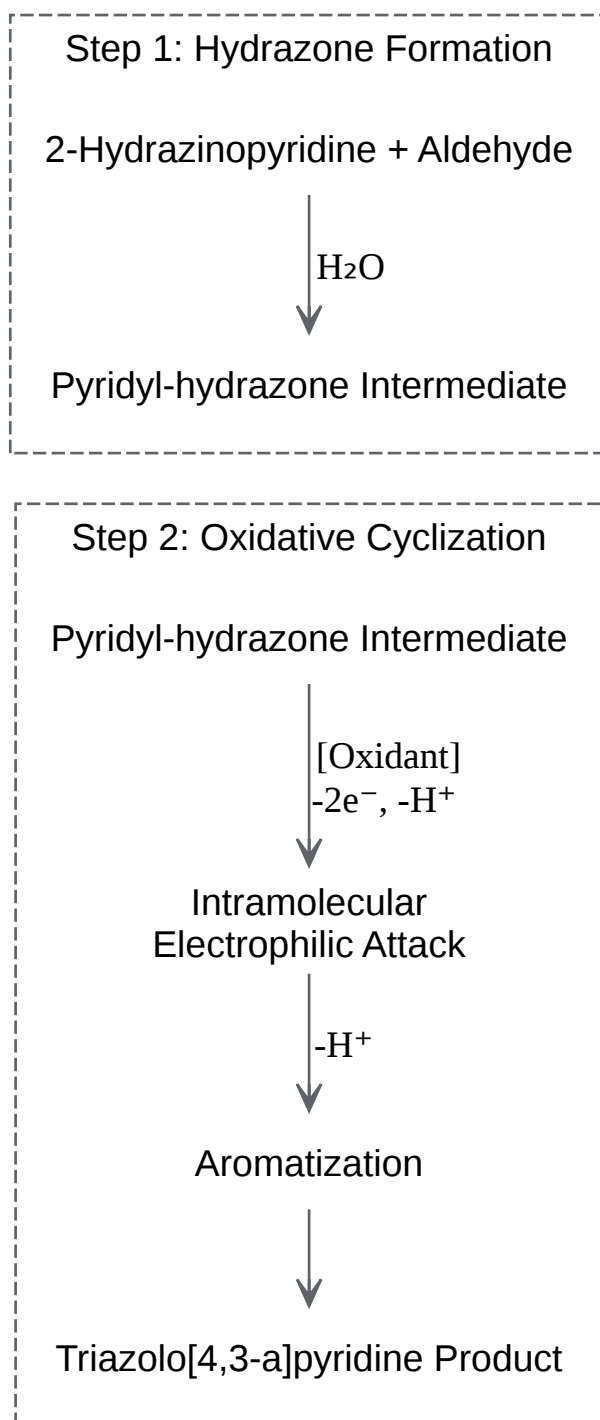 Step 1: Hydrazone Formation
2-Hydrazinopyridine + Aldehyde
H₂O
Pyridyl-hydrazone Intermediate
Step 2: Oxidative Cyclization
Pyridyl-hydrazone Intermediate
[Oxidant]
-2e⁻, -H⁺
Intramolecular
Electrophilic Attack
-H⁺
Aromatization
Triazolo[4,3-a]pyridine Product